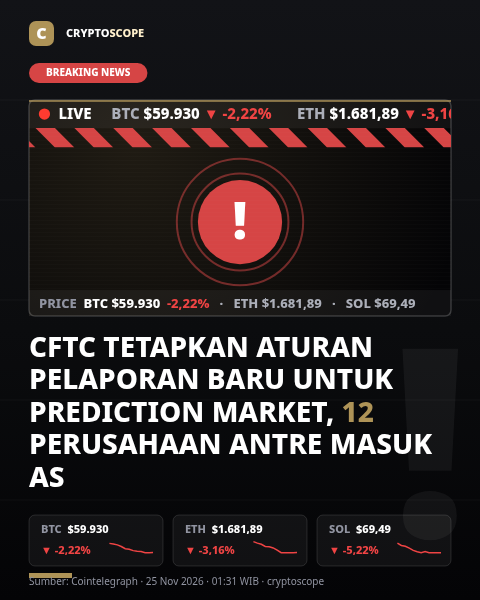 C CRYPTOSCOPE
BREAKING NEWS
LIVE BTC $59.930 ▼ -2,22% ETH $1.681,89 ▼ -3,16
!
PRICE BTC $59.930 -2,22% · ETH $1.681,89 · SOL $69,49
CFTC TETAPKAN ATURAN
PELAPORAN BARU UNTUK
PREDICTION MARKET, 12
PERUSAHAAN ANTRE MASUK
AS
!
BTC $59.930
▼ -2,22%
ETH $1.681,89
▼ -3,16%
SOL $69,49
▼ -5,22%
Sumber: Cointelegraph · 25 Nov 2026 · 01:31 WIB · cryptoscope